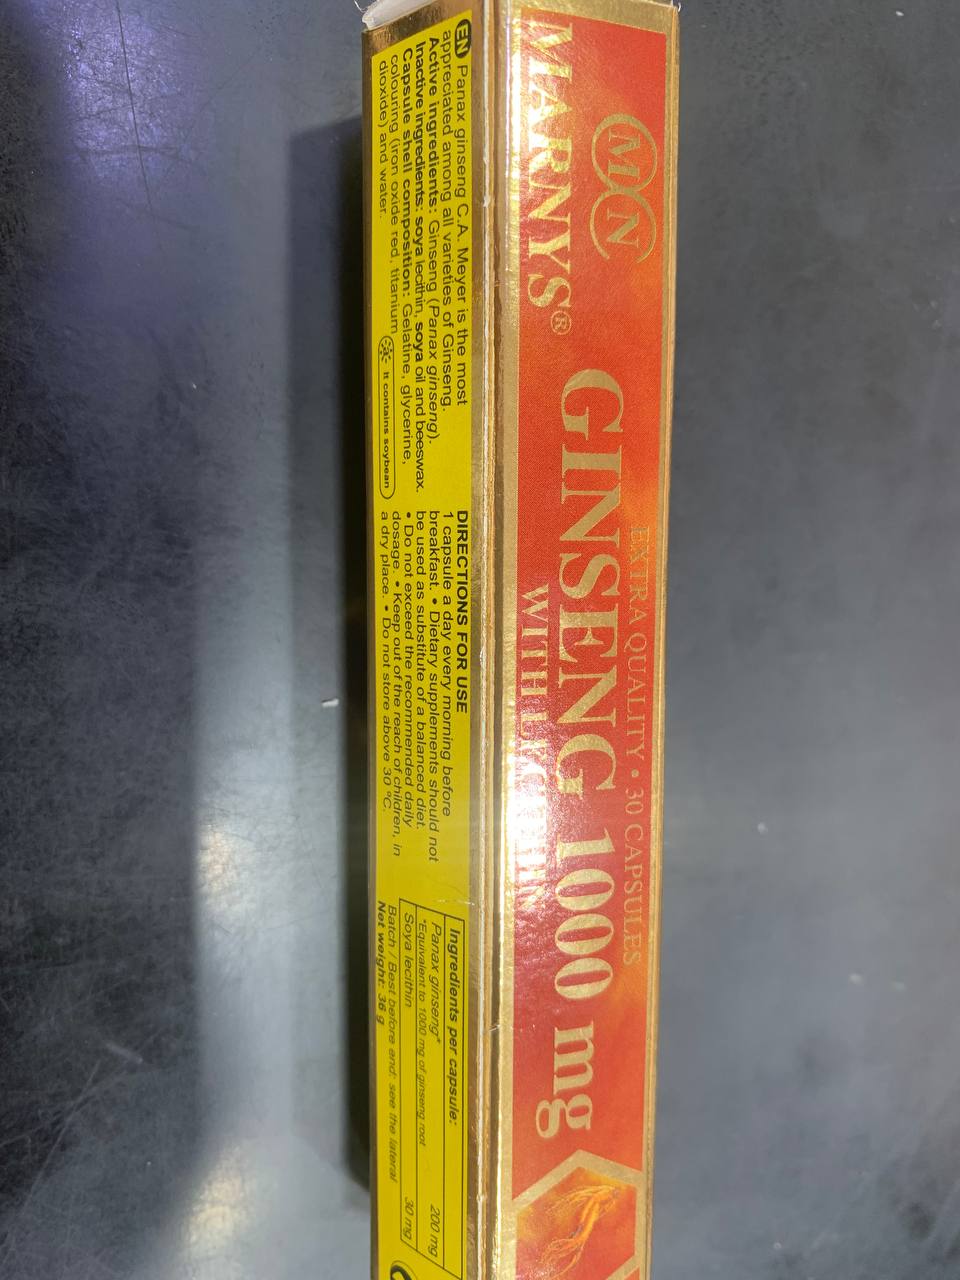 MN
MARNYS®
GINSENG 1000 mg
EXTRA QUALITY • 30 CAPSULES
WITH LECITHIN
EN Panax ginseng C.A. Meyer is the most
appreciated among all varieties of Ginseng.
Active ingredients: Ginseng (Panax ginseng).
Inactive ingredients: soya lecithin, soya oil and beeswax.
Capsule shell composition: Gelatine, glycerine,
colouring (iron oxide red, titanium
dioxide) and water.
It contains soybean
DIRECTIONS FOR USE
1 capsule a day every morning before
breakfast. • Dietary supplements should not
be used as substitute of a balanced diet.
• Do not exceed the recommended daily
dosage. • Keep out of the reach of children, in
a dry place. • Do not store above 30 ºC.
Ingredients per capsule:
Panax ginseng* 200 mg
*Equivalent to 1000 mg of ginseng root
Soya lecithin 30 mg
Batch / Best before end: see the lateral
Net weight: 36 g